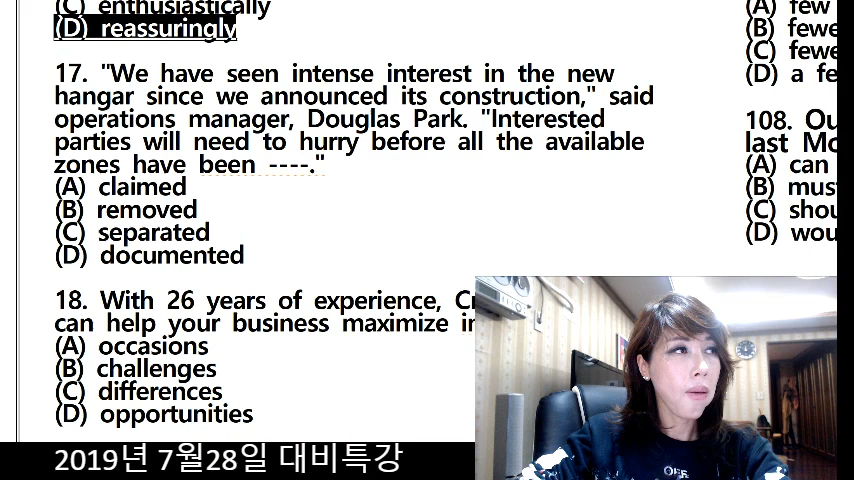 (C) enthusiastically
(D) reassuringly
17. "We have seen intense interest in the new
hangar since we announced its construction," said
operations manager, Douglas Park. "Interested
parties will need to hurry before all the available
zones have been ----."
(A) claimed
(B) removed
(C) separated
(D) documented
18. With 26 years of experience,
can help your business maximize
(A) occasions
(B) challenges
(C) differences
(D) opportunities
(A) few
(B)
(C)
(D) a
108.
last
(A) can
(B)
(C)
(D)
OFF
2019년 7월28일 대비특강